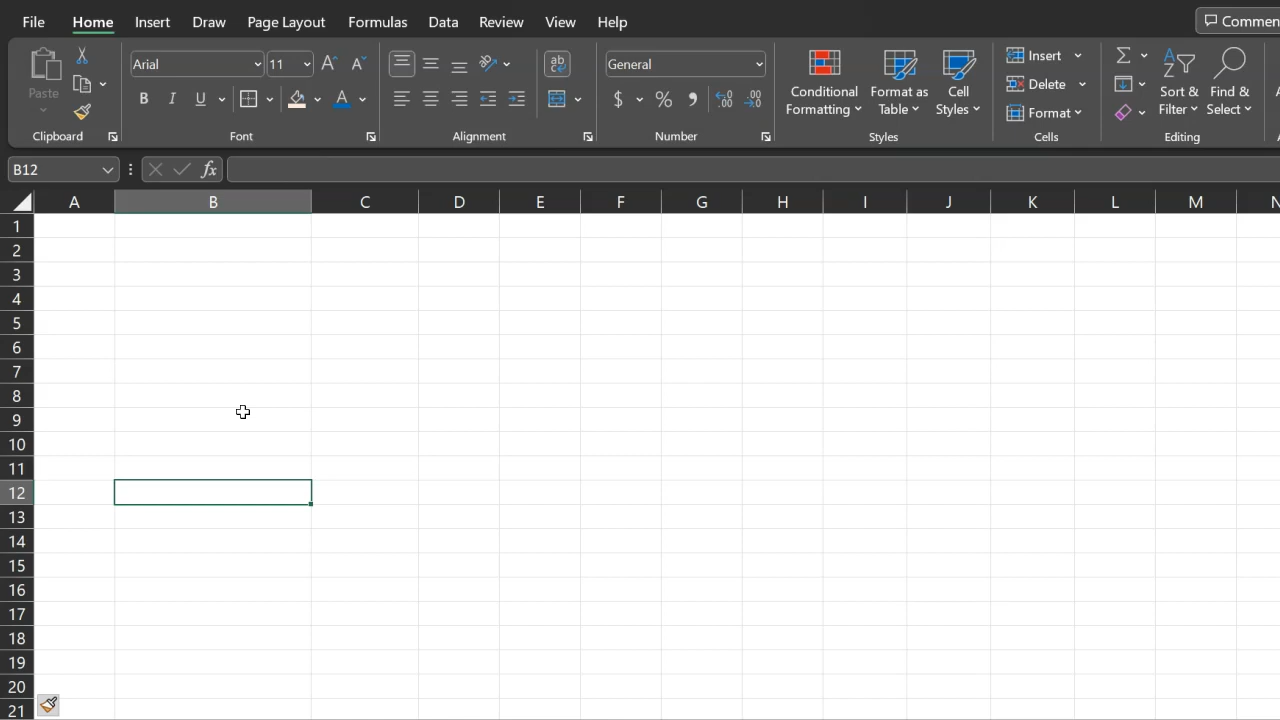 File Home Insert Draw Page Layout Formulas Data Review View Help
Commen
Arial 11 A A ab General Σ A Z
Paste Insert
B I U A $ % 9 .00 Conditional Format as Cell Delete Sort & Find &
Formatting Table Styles Format Filter Select
Clipboard Font Alignment Number Styles Cells Editing
B12 fx
A B C D E F G H I J K L M N
1
2
3
4
5
6
7
8
9
10
11
12
13
14
15
16
17
18
19
20
21